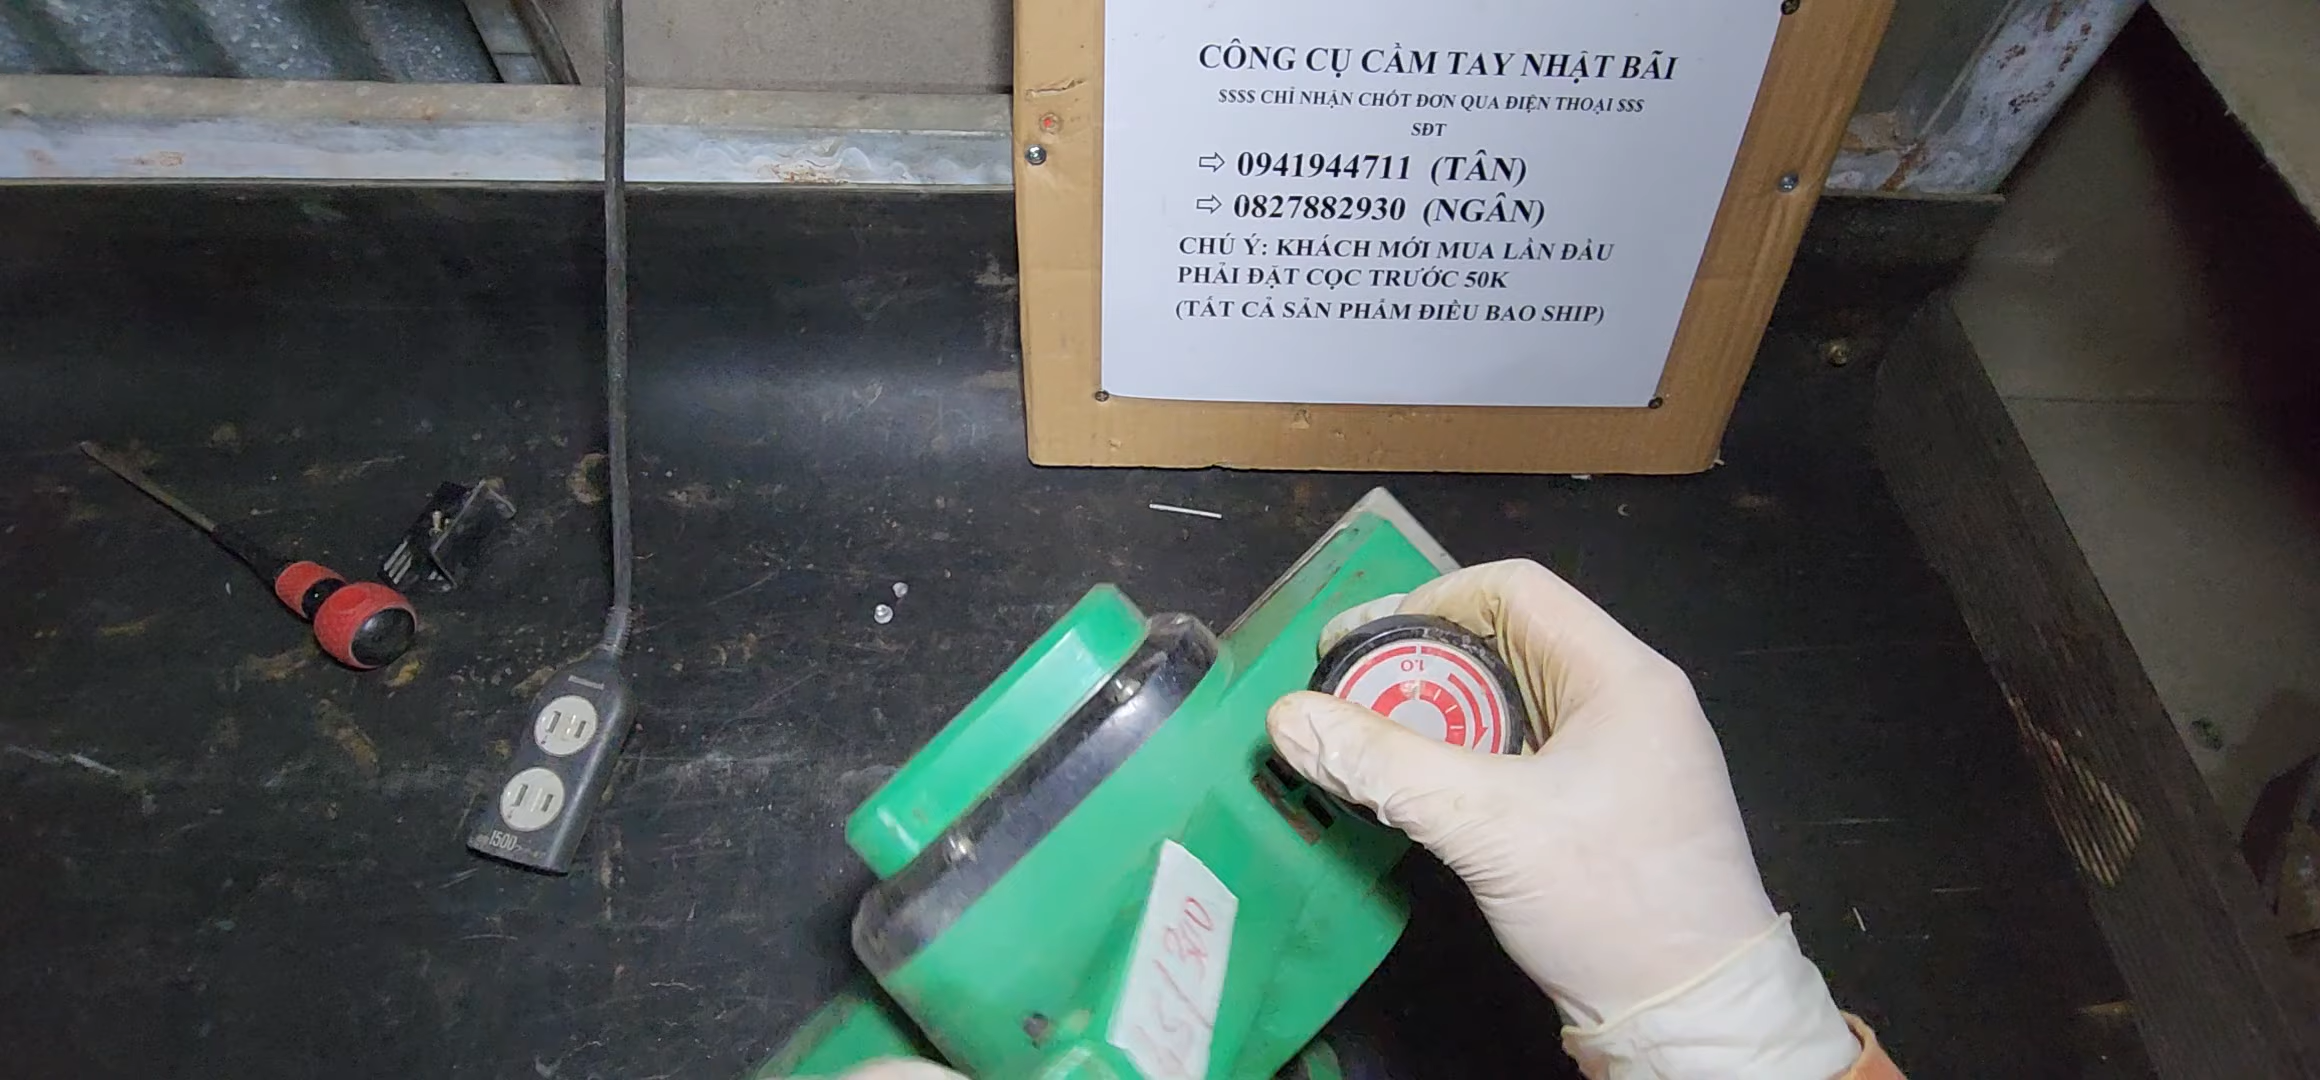 CÔNG CỤ CẦM TAY NHẬT BÃI
$$$$ CHỈ NHẬN CHỐT ĐƠN QUA ĐIỆN THOẠI $$$
SĐT
⇨ 0941944711 (TÂN)
⇨ 0827882930 (NGÂN)
CHÚ Ý: KHÁCH MỚI MUA LẦN ĐẦU
PHẢI ĐẶT CỌC TRƯỚC 50K
(TẤT CẢ SẢN PHẨM ĐIỀU BAO SHIP)
1.0
1500